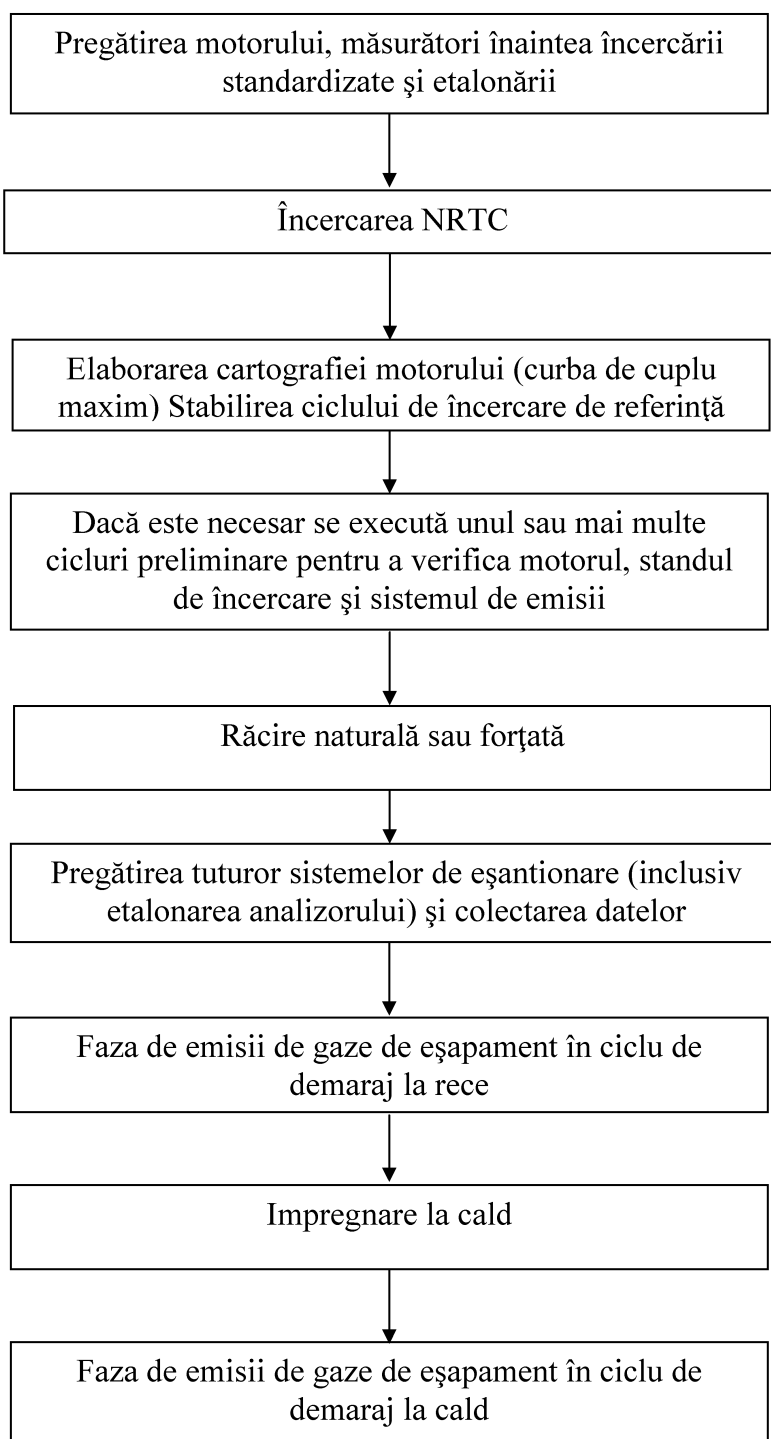 Pregătirea motorului, măsurători înaintea încercării
standardizate şi etalonării
Încercarea NRTC
Elaborarea cartografiei motorului (curba de cuplu
maxim) Stabilirea ciclului de încercare de referinţă
Dacă este necesar se execută unul sau mai multe
cicluri preliminare pentru a verifica motorul, standul
de încercare şi sistemul de emisii
Răcire naturală sau forţată
Pregătirea tuturor sistemelor de eşantionare (inclusiv
etalonarea analizorului) şi colectarea datelor
Faza de emisii de gaze de eşapament în ciclu de
demaraj la rece
Impregnare la cald
Faza de emisii de gaze de eşapament în ciclu de
demaraj la cald